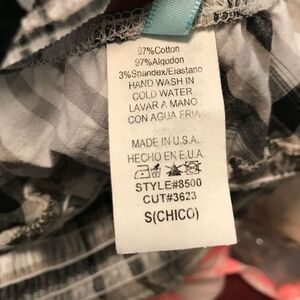 97%Cotton
97%Algodon
3%Spandex/Elastano
HAND WASH IN
COLD WATER
LAVAR A MANO
CON AGUA FRIA
MADE IN U.S.A.
HECHO EN E.U.A.
STYLE#8500
CUT#3623
S(CHICO)